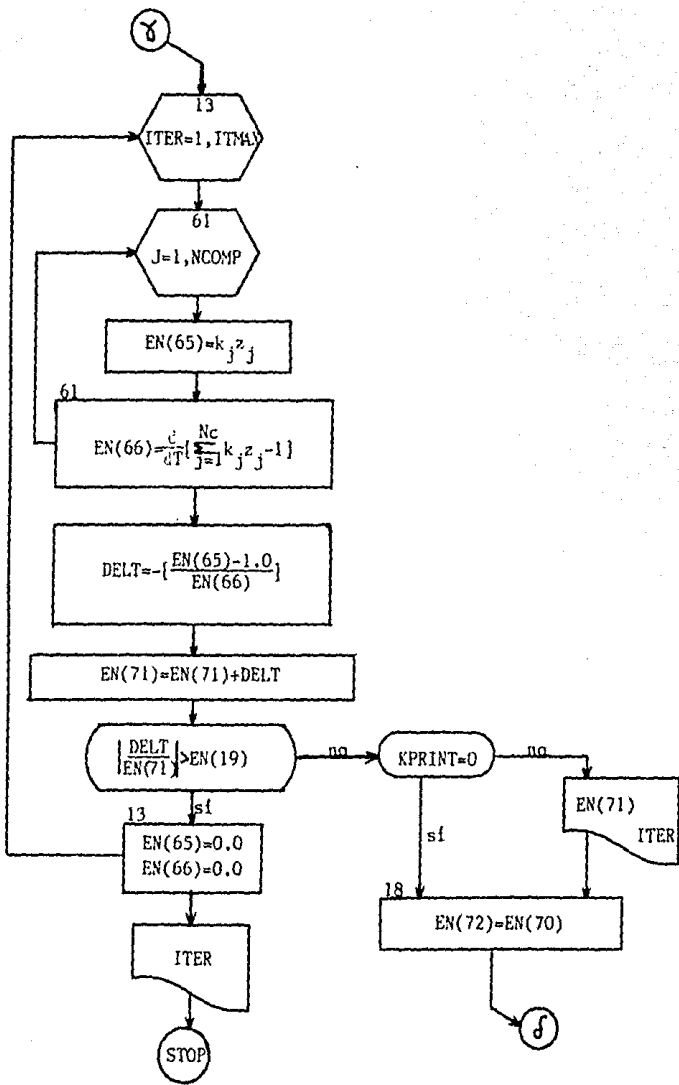 γ
13
ITER=1,ITMAX
61
J=1,NCOMP
EN(65)=k_j z_j
61
EN(66)=d/dT{Nc Σ j=1 k_j z_j-1}
DELT=-[EN(65)-1.0
EN(66)]
EN(71)=EN(71)+DELT
|DELT
EN(71)|>EN(19)
no
KPRINT=0
no
EN(71)
ITER
sí
13
EN(65)=0.0
EN(66)=0.0
sí
18
EN(72)=EN(70)
ITER
STOP
δ